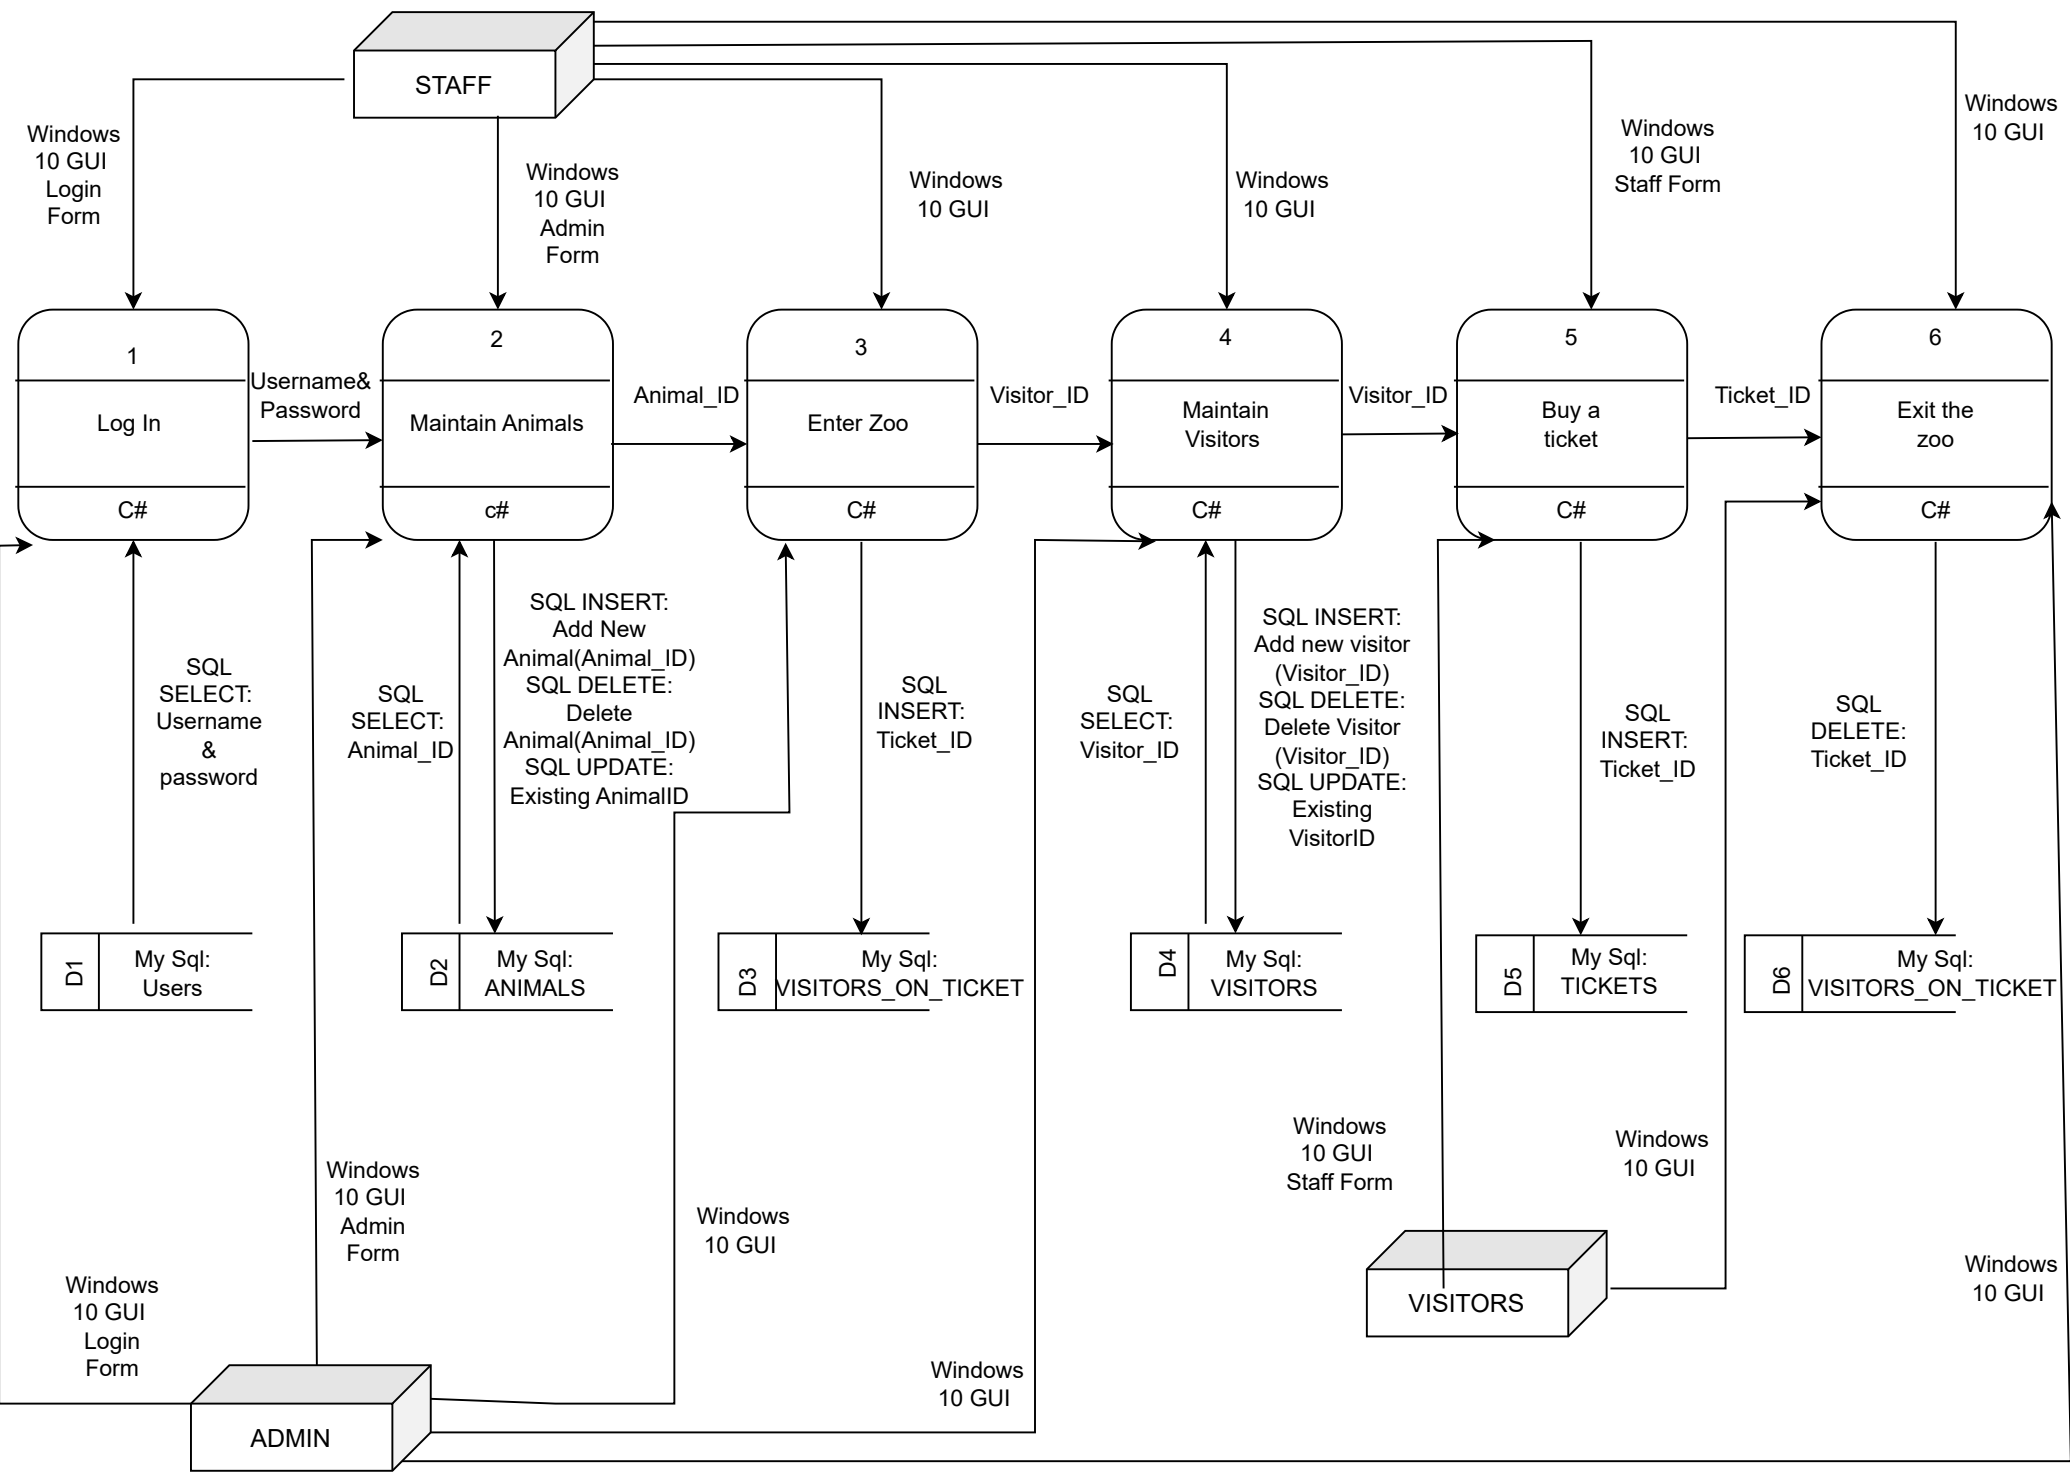 STAFF
Windows
10 GUI
Login
Form
Windows
10 GUI
Admin
Form
Windows
10 GUI
Windows
10 GUI
Windows
10 GUI
Staff Form
Windows
10 GUI
1
Log In
C#
Username&
Password
2
Maintain Animals
c#
Animal_ID
3
Enter Zoo
C#
Visitor_ID
4
Maintain
Visitors
C#
Visitor_ID
5
Buy a
ticket
C#
Ticket_ID
6
Exit the
zoo
C#
SQL
SELECT:
Username
&
password
SQL
SELECT:
Animal_ID
SQL INSERT:
Add New
Animal(Animal_ID)
SQL DELETE:
Delete
Animal(Animal_ID)
SQL UPDATE:
Existing AnimalID
SQL
INSERT:
Ticket_ID
SQL
SELECT:
Visitor_ID
SQL INSERT:
Add new visitor
(Visitor_ID)
SQL DELETE:
Delete Visitor
(Visitor_ID)
SQL UPDATE:
Existing
VisitorID
SQL
INSERT:
Ticket_ID
SQL
DELETE:
Ticket_ID
D1
My Sql:
Users
D2
My Sql:
ANIMALS
D3
My Sql:
VISITORS_ON_TICKET
D4
My Sql:
VISITORS
D5
My Sql:
TICKETS
D6
My Sql:
VISITORS_ON_TICKET
Windows
10 GUI
Login
Form
Windows
10 GUI
Admin
Form
Windows
10 GUI
Windows
10 GUI
Windows
10 GUI
Staff Form
Windows
10 GUI
Windows
10 GUI
VISITORS
ADMIN